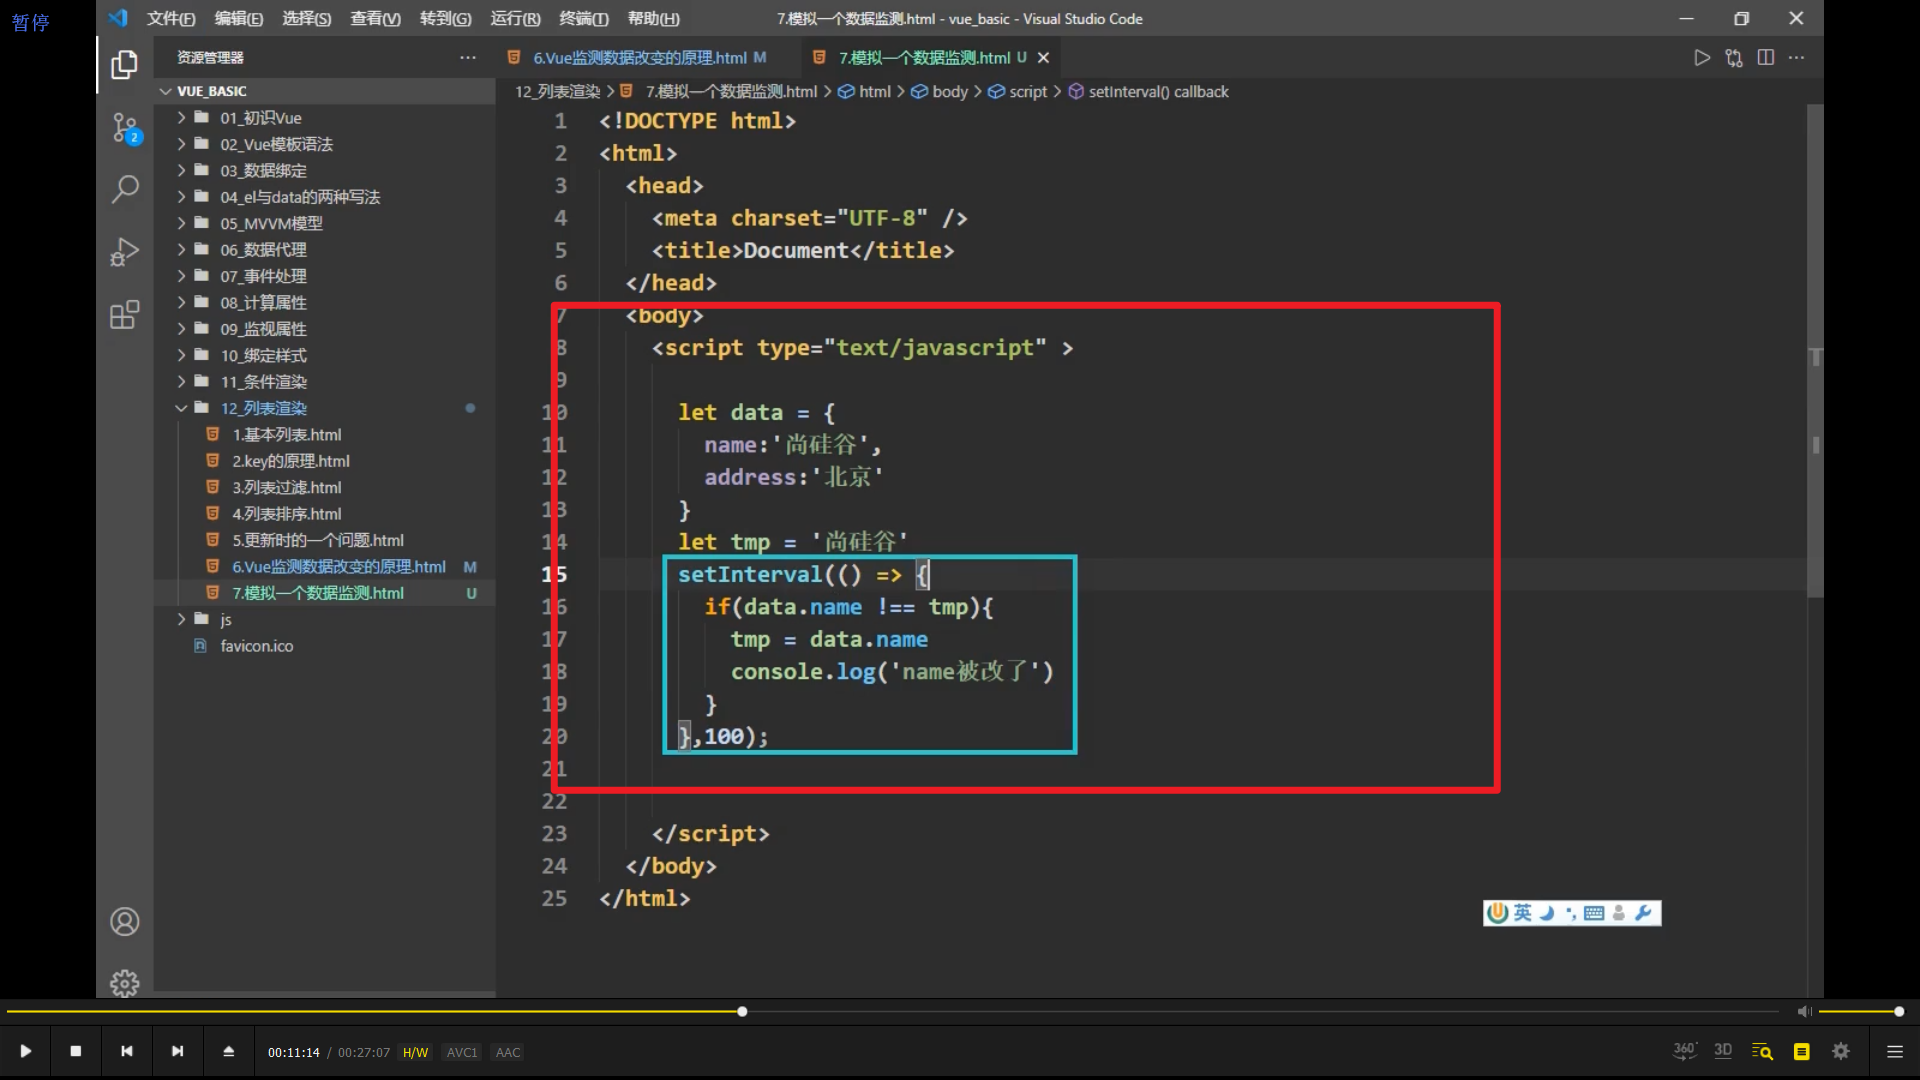 暂停
文件(F) 编辑(E) 选择(S) 查看(V) 转到(G) 运行(R) 终端(T) 帮助(H) 7.模拟一个数据监测.html - vue_basic - Visual Studio Code
资源管理器
6.Vue监测数据改变的原理.html M
7.模拟一个数据监测.html U
12_列表渲染 > 7.模拟一个数据监测.html > html > body > script > setInterval() callback
VUE_BASIC
01_初识Vue
02_Vue模板语法
03_数据绑定
04_el与data的两种写法
05_MVVM模型
06_数据代理
07_事件处理
08_计算属性
09_监视属性
10_绑定样式
11_条件渲染
12_列表渲染
1.基本列表.html
2.key的原理.html
3.列表过滤.html
4.列表排序.html
5.更新时的一个问题.html
6.Vue监测数据改变的原理.html M
7.模拟一个数据监测.html U
js
favicon.ico
2
1 <!DOCTYPE html>
2 <html>
3 <head>
4 <meta charset="UTF-8" />
5 <title>Document</title>
6 </head>
7 <body>
8 <script type="text/javascript" >
9
10 let data = {
11 name:'尚硅谷',
12 address:'北京'
13 }
14 let tmp = '尚硅谷'
15 setInterval(() => {
16 if(data.name !== tmp){
17 tmp = data.name
18 console.log('name被改了')
19 }
20 },100);
21
22
23 </script>
24 </body>
25 </html>
英
00:11:14 / 00:27:07 H/W AVC1 AAC
360° 3D